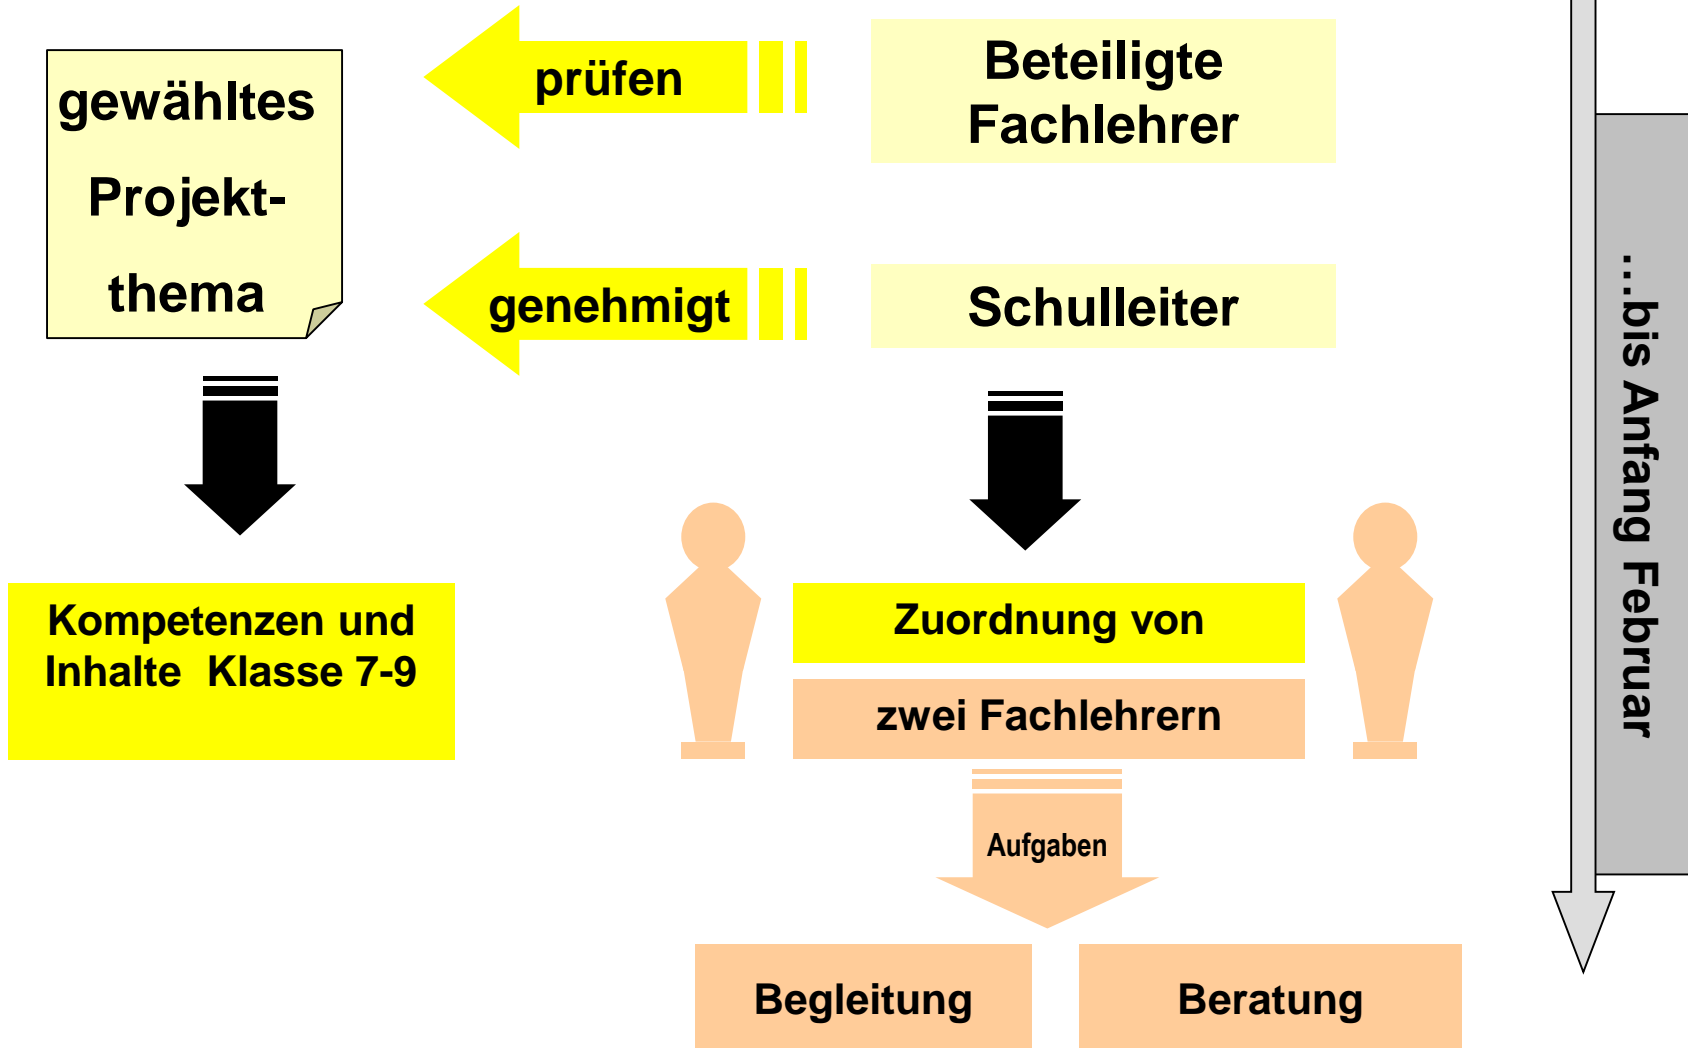 gewähltes
Projekt-
thema
prüfen
Beteiligte
Fachlehrer
genehmigt
Schulleiter
Kompetenzen und
Inhalte Klasse 7-9
Zuordnung von
zwei Fachlehrern
Aufgaben
Begleitung
Beratung
…bis Anfang Februar